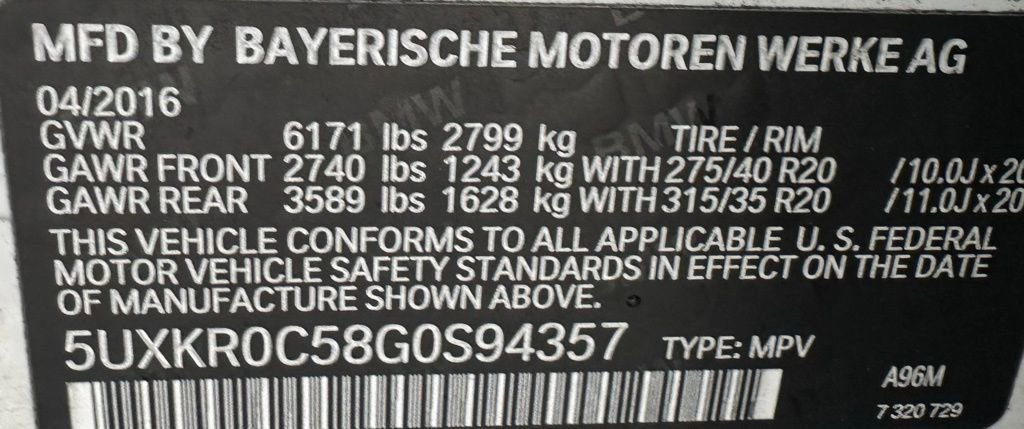 MFD BY BAYERISCHE MOTOREN WERKE AG
04/2016
GVWR 6171 lbs 2799 kg TIRE / RIM
GAWR FRONT 2740 lbs 1243 kg WITH 275/40 R20 /10.0J x 20
GAWR REAR 3589 lbs 1628 kg WITH 315/35 R20 /11.0J x 20
THIS VEHICLE CONFORMS TO ALL APPLICABLE U. S. FEDERAL
MOTOR VEHICLE SAFETY STANDARDS IN EFFECT ON THE DATE
OF MANUFACTURE SHOWN ABOVE.
5UXKR0C58G0S94357 TYPE: MPV
A96M
7 320 729
BMW
BMW
BMW